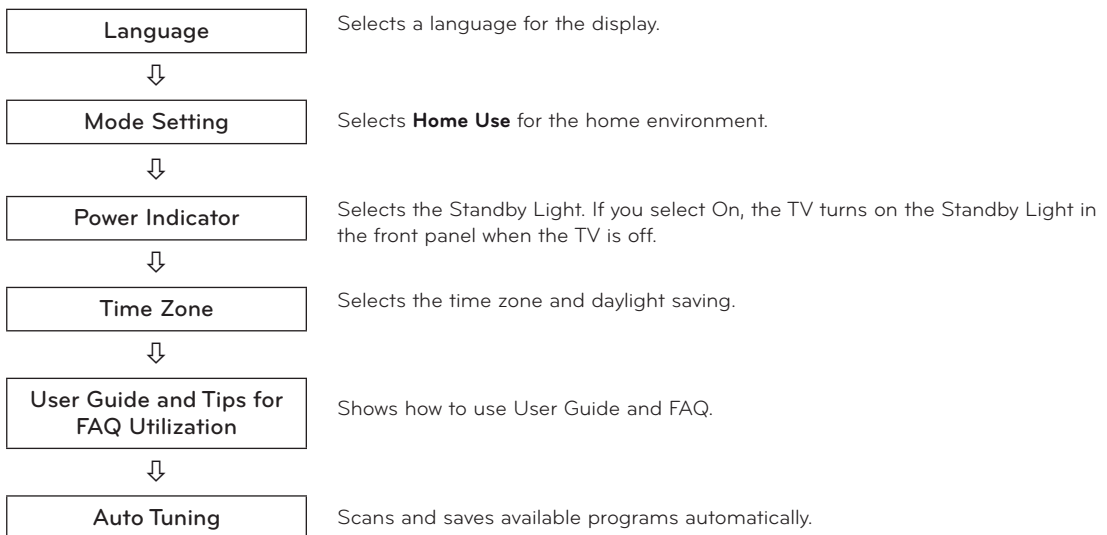 Language
Selects a language for the display.
Mode Setting
Selects Home Use for the home environment.
Power Indicator
Selects the Standby Light. If you select On, the TV turns on the Standby Light in
the front panel when the TV is off.
Time Zone
Selects the time zone and daylight saving.
User Guide and Tips for
FAQ Utilization
Shows how to use User Guide and FAQ.
Auto Tuning
Scans and saves available programs automatically.